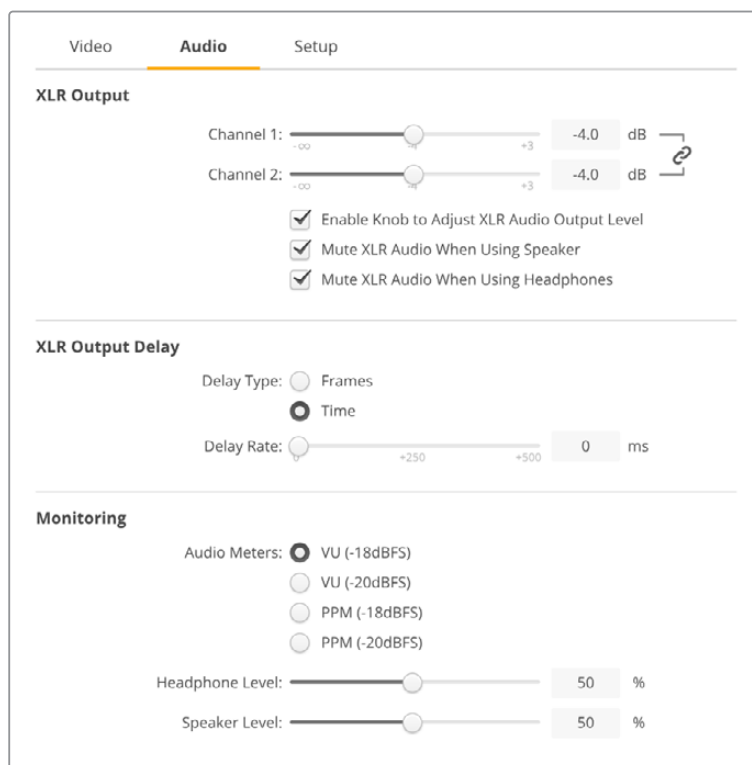 Video Audio Setup
XLR Output
Channel 1: -4.0 dB
-∞ -4 +3
Channel 2: -4.0 dB
-∞ -4 +3
Enable Knob to Adjust XLR Audio Output Level
Mute XLR Audio When Using Speaker
Mute XLR Audio When Using Headphones
XLR Output Delay
Delay Type: Frames
Time
Delay Rate: 0 ms
0 +250 +500
Monitoring
Audio Meters: VU (-18dBFS)
VU (-20dBFS)
PPM (-18dBFS)
PPM (-20dBFS)
Headphone Level: 50 %
Speaker Level: 50 %